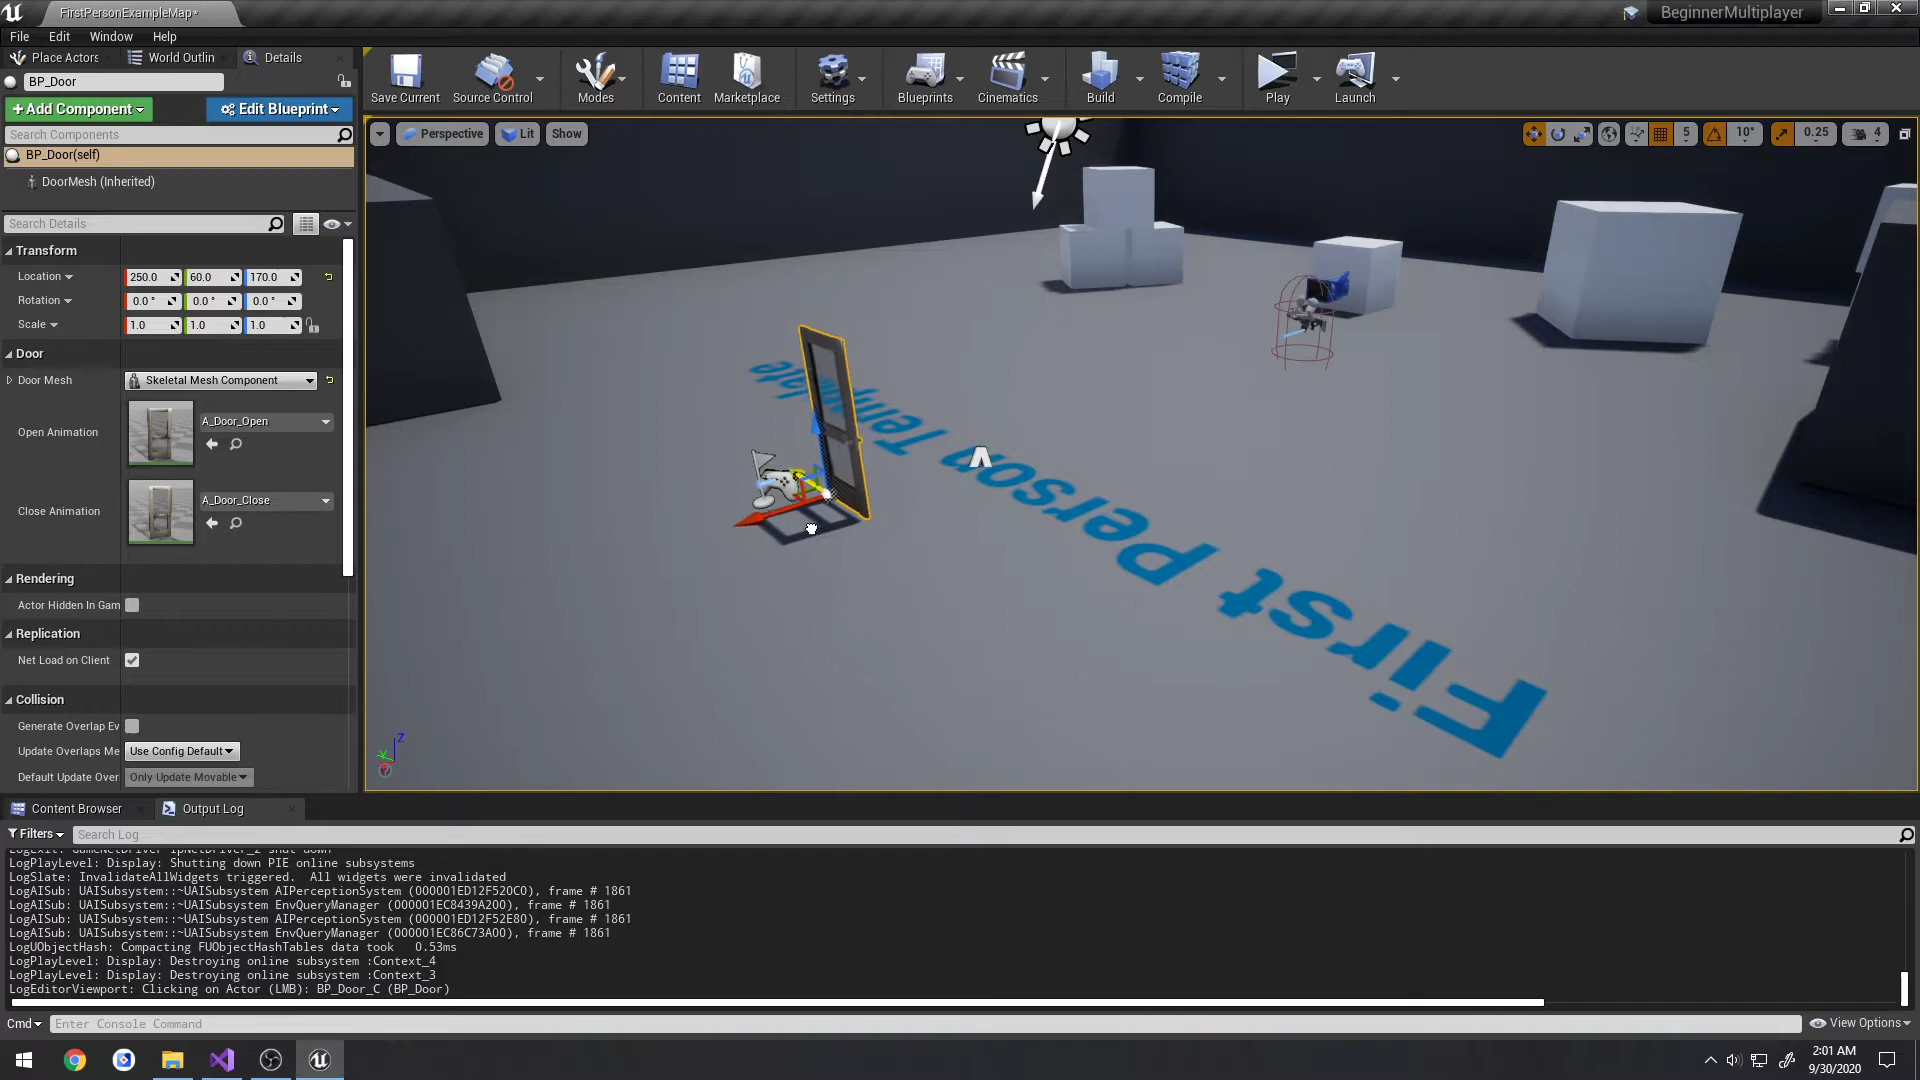 FirstPersonExampleMap*
BeginnerMultiplayer
File
Edit
Window
Help
Place Actors
World Outlin
Details
BP_Door
+Add Component
Edit Blueprint
Search Components
BP_Door(self)
DoorMesh (Inherited)
Search Details
Transform
Location
250.0
60.0
170.0
Rotation
0.0 °
0.0 °
0.0 °
Scale
1.0
1.0
1.0
Door
Door Mesh
Skeletal Mesh Component
Open Animation
A_Door_Open
Close Animation
A_Door_Close
Rendering
Actor Hidden In Gam
Replication
Net Load on Client
Collision
Generate Overlap Ev
Update Overlaps Me
Use Config Default
Default Update Over
Only Update Movable
Save Current
Source Control
Modes
Content
Marketplace
Settings
Blueprints
Cinematics
Build
Compile
Play
Launch
Perspective
Lit
Show
5
10°
0.25
4
First Person Template
Z
Y
Content Browser
Output Log
Filters
Search Log
LogExit: GameNetDriver IpNetDriver_2 shut down
LogPlayLevel: Display: Shutting down PIE online subsystems
LogSlate: InvalidateAllWidgets triggered.  All widgets were invalidated
LogAISub: UAISubsystem::~UAISubsystem AIPerceptionSystem (000001ED12F520C0), frame # 1861
LogAISub: UAISubsystem::~UAISubsystem EnvQueryManager (000001EC8439A200), frame # 1861
LogAISub: UAISubsystem::~UAISubsystem AIPerceptionSystem (000001ED12F52E80), frame # 1861
LogAISub: UAISubsystem::~UAISubsystem EnvQueryManager (000001EC86C73A00), frame # 1861
LogUObjectHash: Compacting FUObjectHashTables data took   0.53ms
LogPlayLevel: Display: Destroying online subsystem :Context_4
LogPlayLevel: Display: Destroying online subsystem :Context_3
LogEditorViewport: Clicking on Actor (LMB): BP_Door_C (BP_Door)
Cmd
Enter Console Command
View Options
2:01 AM
9/30/2020